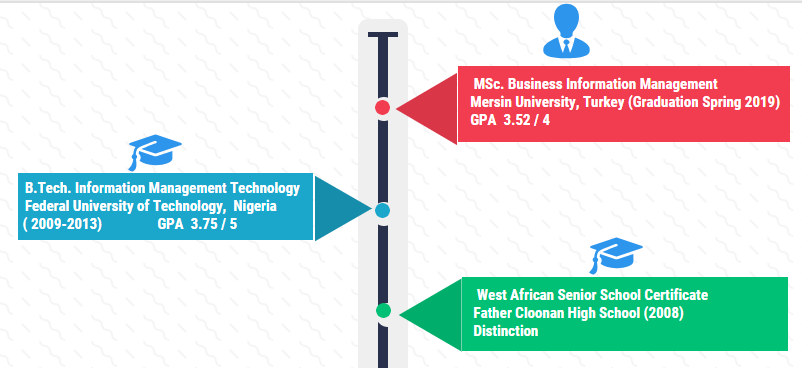 MSc. Business Information Management
Mersin University, Turkey (Graduation Spring 2019)
GPA 3.52 / 4
B.Tech. Information Management Technology
Federal University of Technology, Nigeria
( 2009-2013) GPA 3.75 / 5
West African Senior School Certificate
Father Cloonan High School (2008)
Distinction